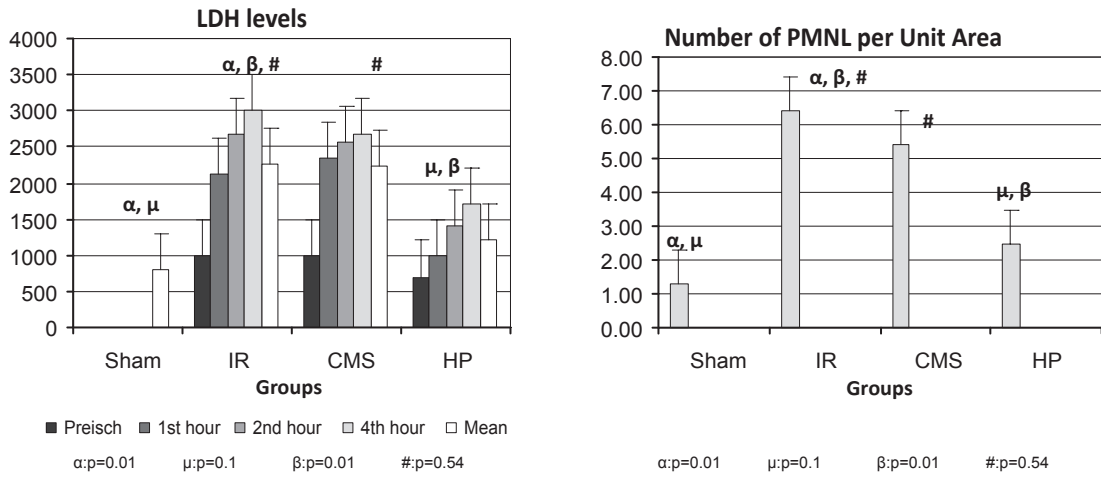 LDH levels
4000
3500
3000
2500
2000
1500
1000
500
0
α, μ
α, β, #
#
μ, β
Sham IR CMS HP
Groups
Preisch 1st hour 2nd hour 4th hour Mean
α:p=0.01 μ:p=0.1 β:p=0.01 #:p=0.54
Number of PMNL per Unit Area
8.00
7.00
6.00
5.00
4.00
3.00
2.00
1.00
0.00
α, μ
α, β, #
#
μ, β
Sham IR CMS HP
Groups
α:p=0.01 μ:p=0.1 β:p=0.01 #:p=0.54